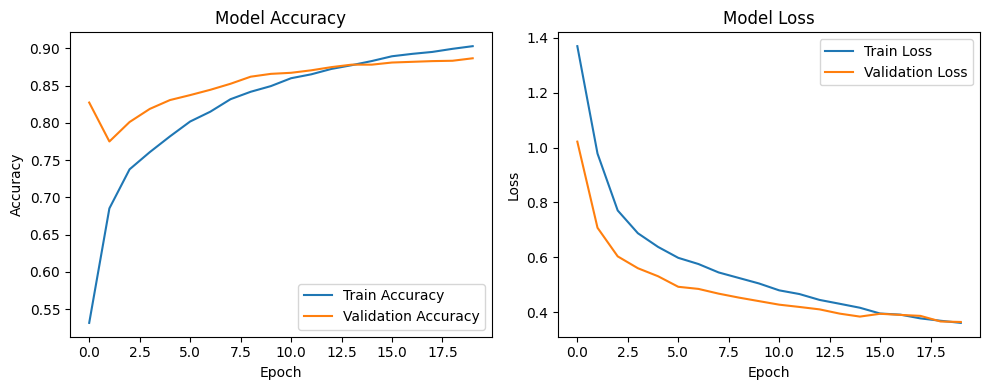 Model Accuracy
0.90
0.85
0.80
0.75
0.70
0.65
0.60
0.55
Accuracy
Train Accuracy
Validation Accuracy
0.0 2.5 5.0 7.5 10.0 12.5 15.0 17.5
Epoch
Model Loss
1.4
1.2
1.0
0.8
0.6
0.4
Loss
Train Loss
Validation Loss
0.0 2.5 5.0 7.5 10.0 12.5 15.0 17.5
Epoch